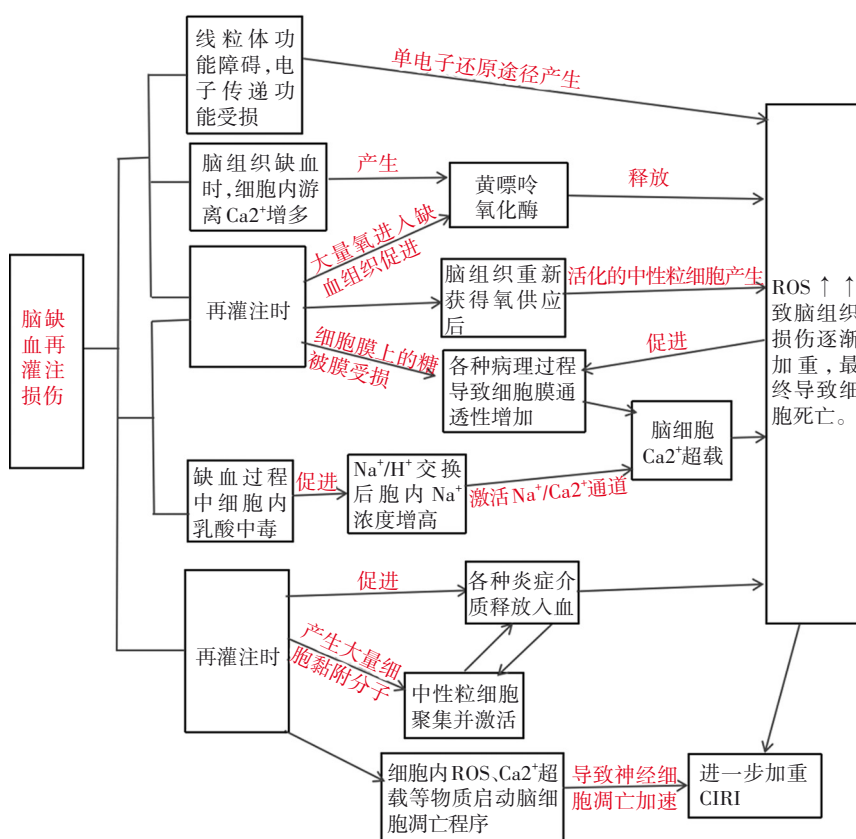 线粒体功
能障碍,电
子传递功
能受损
单电子还原途径产生
脑组织缺血
时,细胞内游
离Ca²⁺增多
产生
黄嘌呤
氧化酶
释放
大量氧进入缺
血组织促进
再灌注时
脑组织重新
获得氧供应
后
活化的中性粒细胞产生
细胞膜上的糖
被膜受损
各种病理过程
导致细胞膜通
透性增加
促进
脑缺
血再
灌注
损伤
ROS↑↑
致脑组织
损伤逐渐
加重,最
终导致细
胞死亡。
脑细胞
Ca2⁺超载
缺血过程
中细胞内
乳酸中毒
促进
Na⁺/H⁺交换
后胞内Na⁺
浓度增高
激活Na⁺/Ca2⁺通道
促进
各种炎症介
质释放入血
再灌注时
产生大量细
胞黏附分子
中性粒细胞
聚集并激活
细胞内ROS、Ca2⁺超
载等物质启动脑细
胞凋亡程序
导致神经细
胞凋亡加速
进一步加重
CIRI